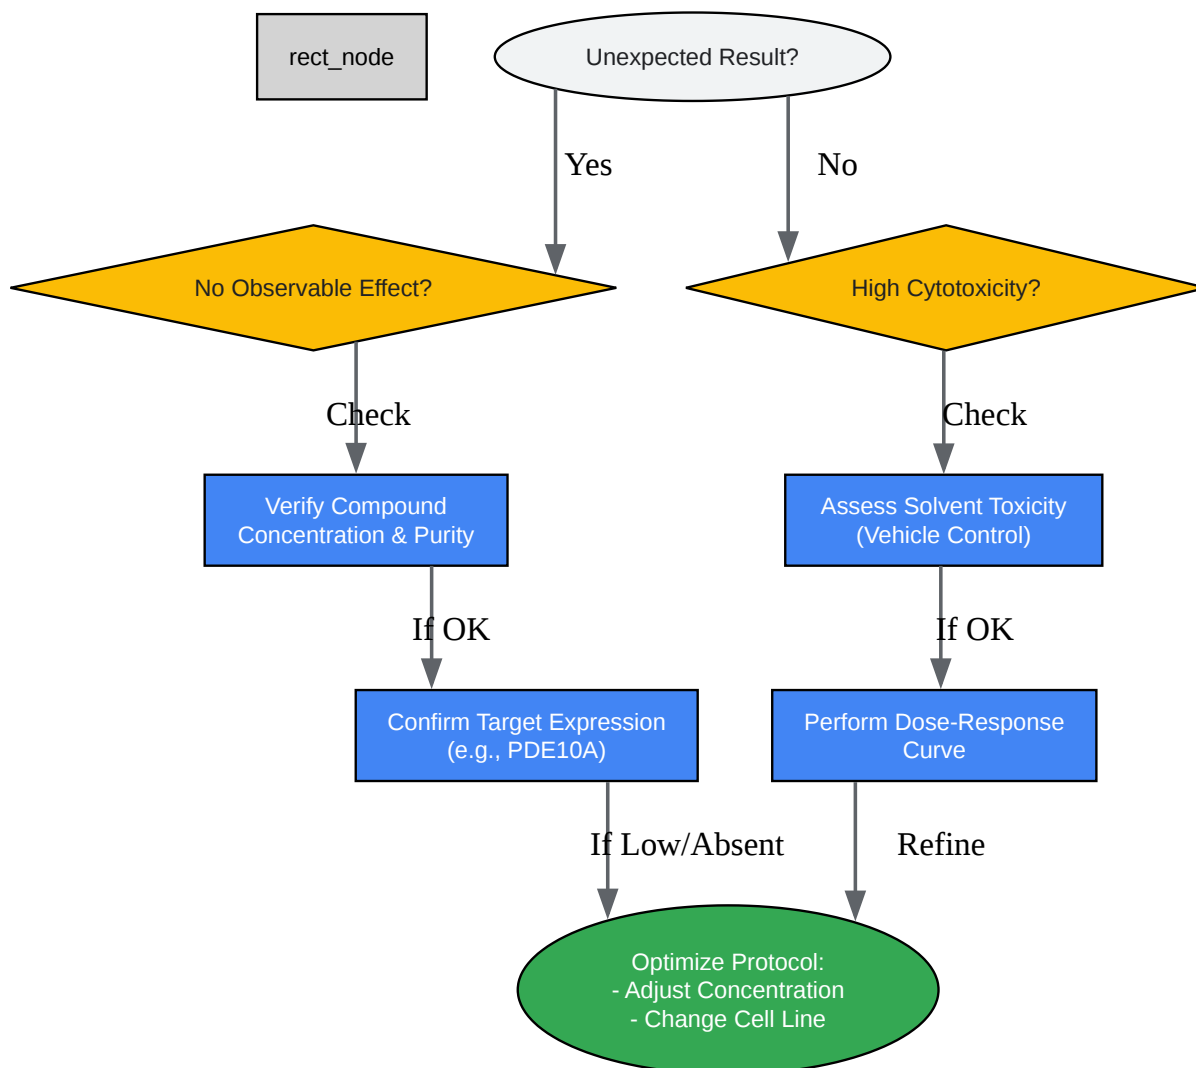 rect_node
Unexpected Result?
Yes
No
No Observable Effect?
High Cytotoxicity?
Check
Check
Verify Compound
Concentration & Purity
Assess Solvent Toxicity
(Vehicle Control)
If OK
If OK
Confirm Target Expression
(e.g., PDE10A)
Perform Dose-Response
Curve
If Low/Absent
Refine
Optimize Protocol:
- Adjust Concentration
- Change Cell Line